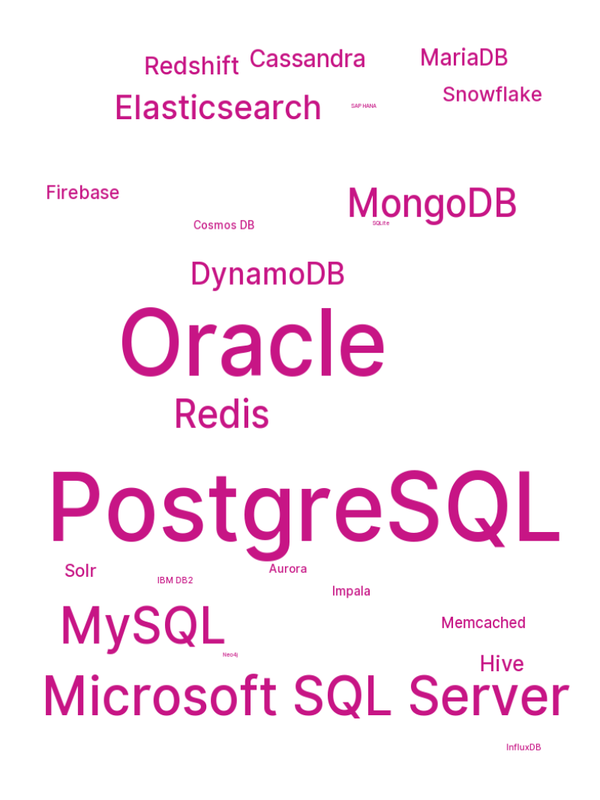 Redshift
Cassandra
MariaDB
Snowflake
Elasticsearch
SAP HANA
Firebase
MongoDB
Cosmos DB
SQLite
DynamoDB
Oracle
Redis
PostgreSQL
Solr
Aurora
IBM DB2
Impala
MySQL
Memcached
Neo4j
Hive
Microsoft SQL Server
InfluxDB